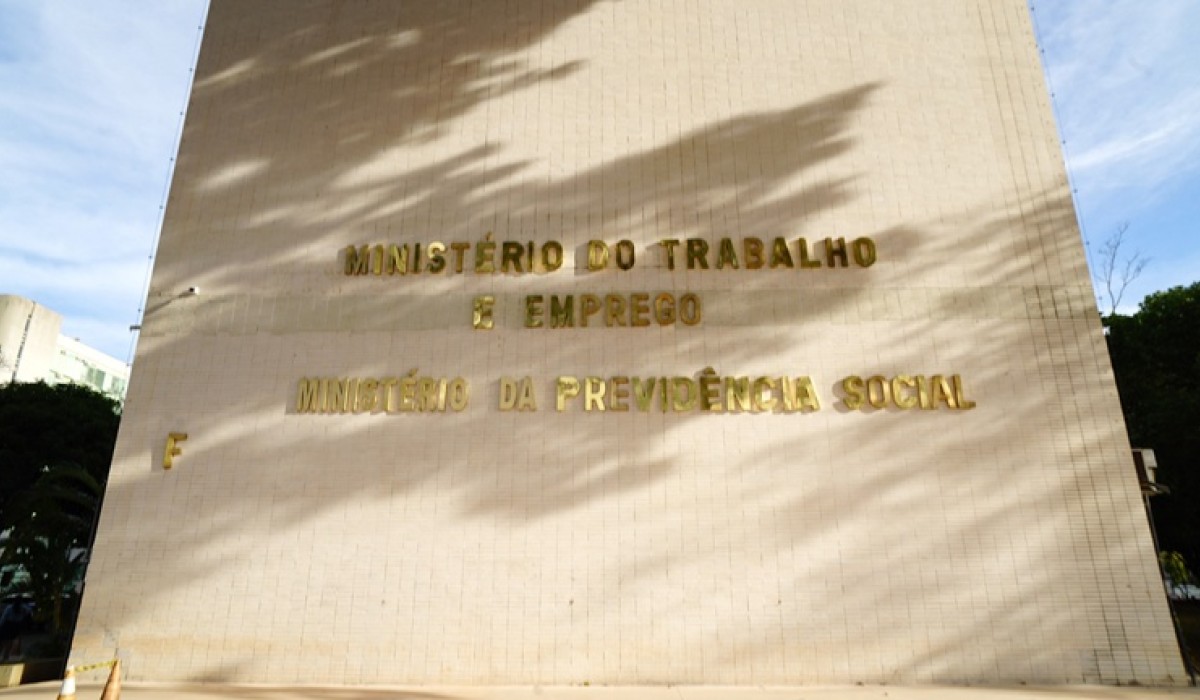 MINISTÉRIO DO TRABALHO
E EMPREGO
MINISTÉRIO DA PREVIDÊNCIA SOCIAL
F